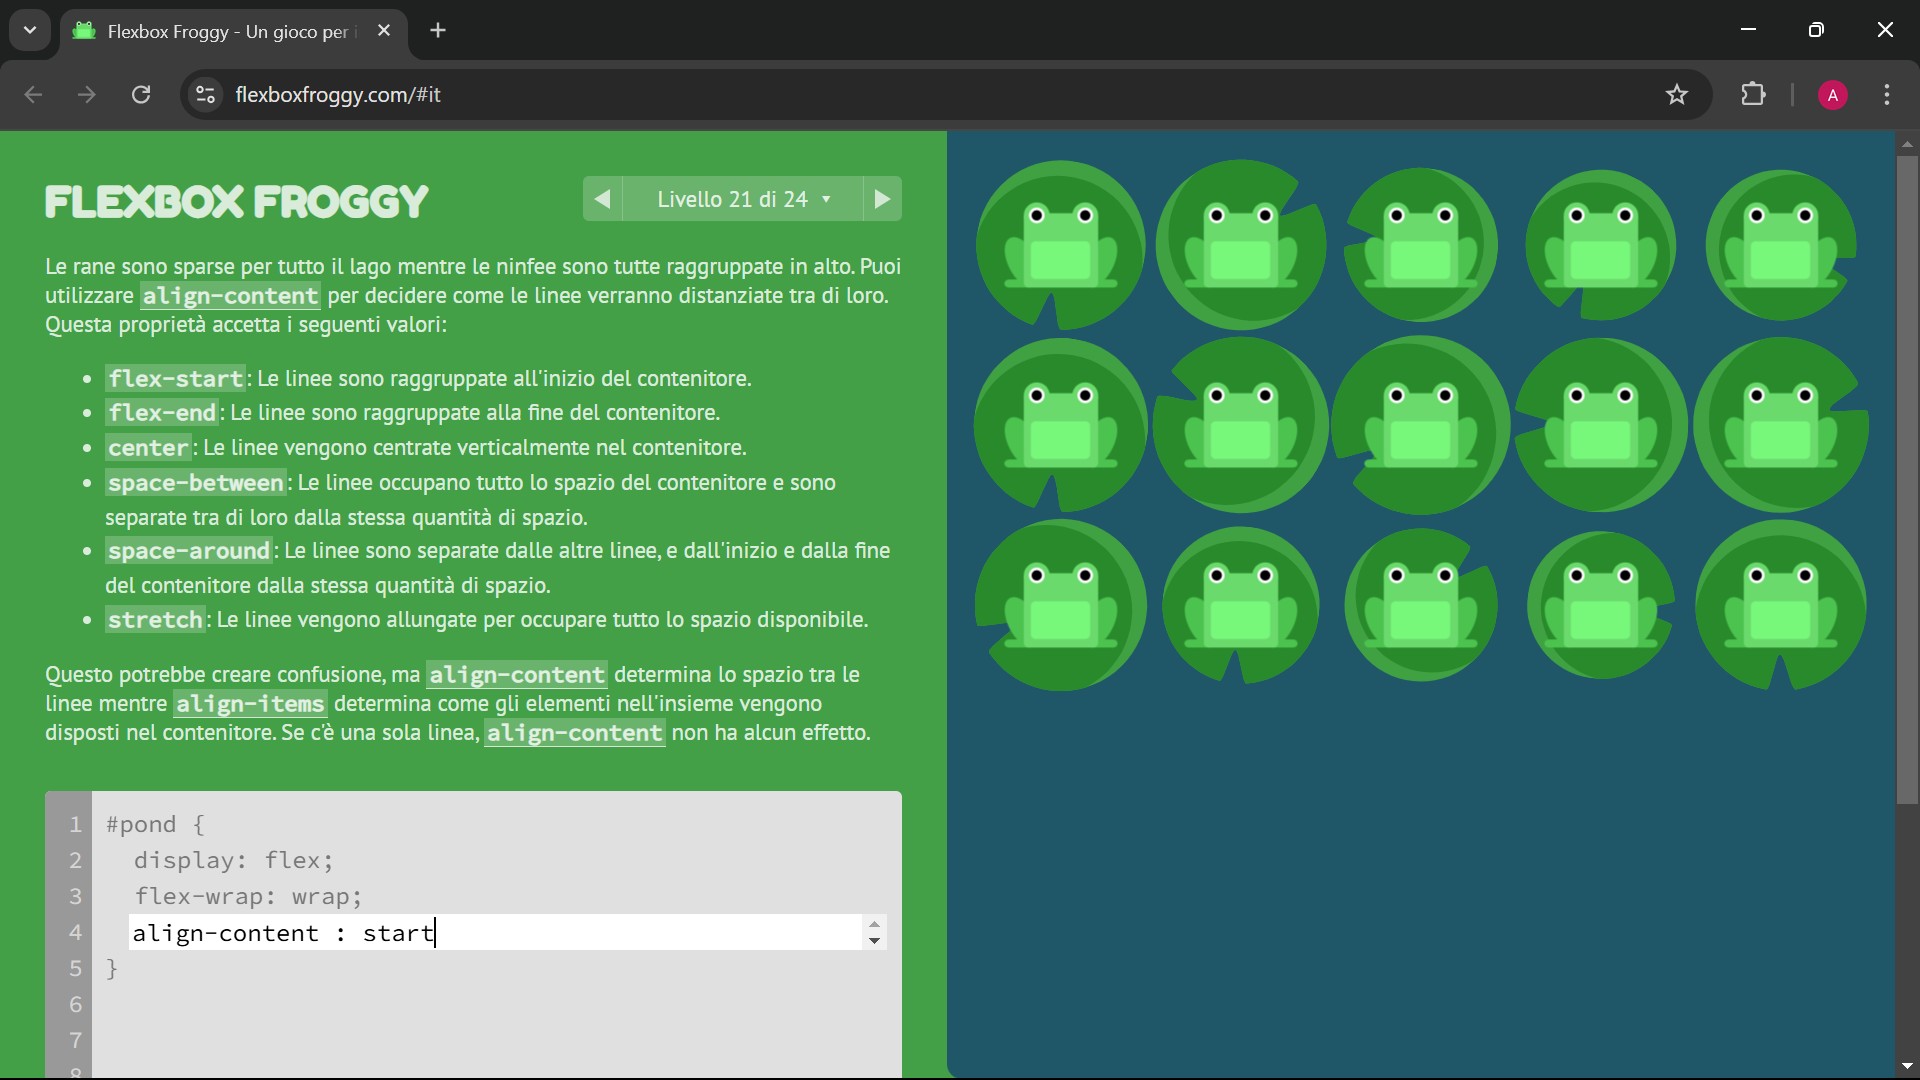 Flexbox Froggy - Un gioco per
flexboxfroggy.com/#it
A
FLEXBOX FROGGY
Livello 21 di 24
Le rane sono sparse per tutto il lago mentre le ninfee sono tutte raggruppate in alto. Puoi
utilizzare align-content per decidere come le linee verranno distanziate tra di loro.
Questa proprietà accetta i seguenti valori:
flex-start: Le linee sono raggruppate all'inizio del contenitore.
flex-end: Le linee sono raggruppate alla fine del contenitore.
center: Le linee vengono centrate verticalmente nel contenitore.
space-between: Le linee occupano tutto lo spazio del contenitore e sono
separate tra di loro dalla stessa quantità di spazio.
space-around: Le linee sono separate dalle altre linee, e dall'inizio e dalla fine
del contenitore dalla stessa quantità di spazio.
stretch: Le linee vengono allungate per occupare tutto lo spazio disponibile.
Questo potrebbe creare confusione, ma align-content determina lo spazio tra le
linee mentre align-items determina come gli elementi nell'insieme vengono
disposti nel contenitore. Se c'è una sola linea, align-content non ha alcun effetto.
1 #pond {
2 display: flex;
3 flex-wrap: wrap;
4 align-content : start
5 }
6
7
8